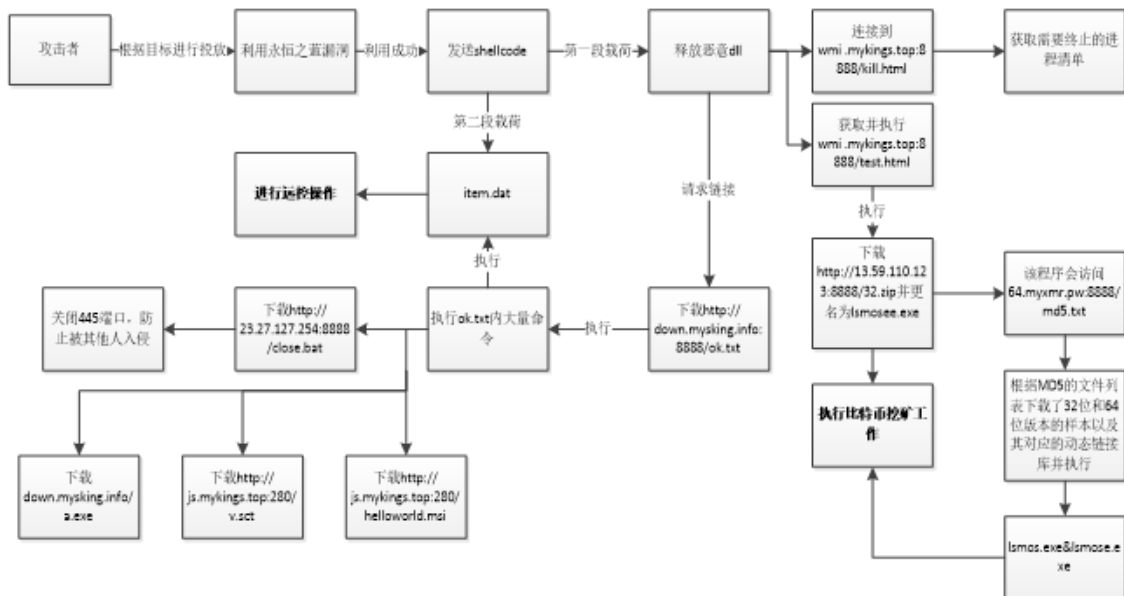 攻击者
根据目标进行投放
利用永恒之蓝漏洞
利用成功
发送shellcode
第一段载荷
释放恶意dll
连接到
wmi .mykings.top:8
888/kill.html
获取需要终止的进
程清单
第二段载荷
获取并执行
wmi .mykings.top:8
888/test.html
进行远控操作
item.dat
请求链接
执行
执行
下载
http://13.59.110.12
3:8888/32.zip并更
名为lsmosee.exe
该程序会访问
64.myxmr.pw:8888/
md5.txt
关闭445端口，防
止被其他人入侵
下载http://
23.27.127.254:8888
/close.bat
执行ok.txt内大量命
令
执行
下载http://
down.mysking.info:
8888/ok.txt
执行比特币挖矿工
作
根据MD5的文件列
表下载了32位和64
位版本的样本以及
其对应的动态链接
库并执行
下载
down.mysking.info/
a.exe
下载http://
js.mykings.top:280/
v.sct
下载http://
js.mykings.top:280/
helloworld.msi
lsmos.exe&lsmose.e
xe